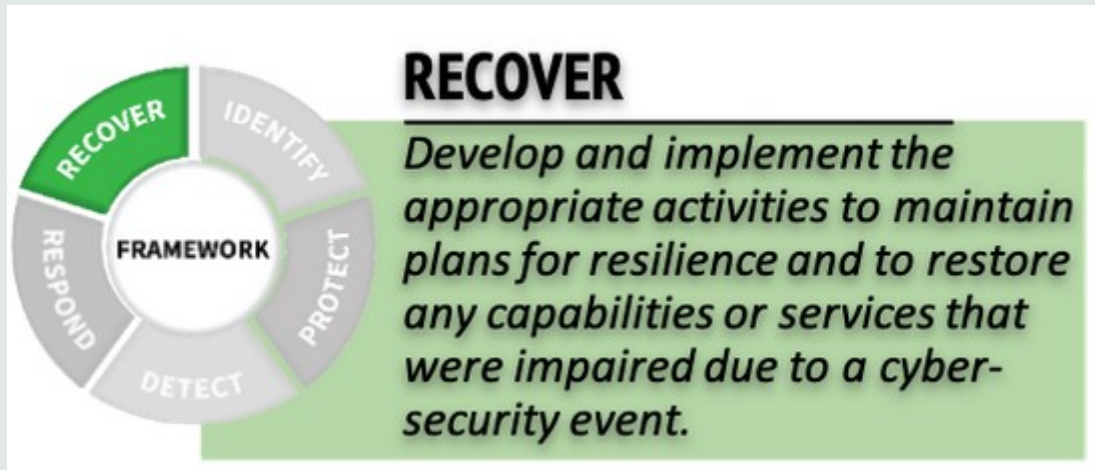 RECOVER
Develop and implement the
appropriate activities to maintain
plans for resilience and to restore
any capabilities or services that
were impaired due to a cyber-
security event.
RECOVER
IDENTIFY
PROTECT
DETECT
RESPOND
FRAMEWORK